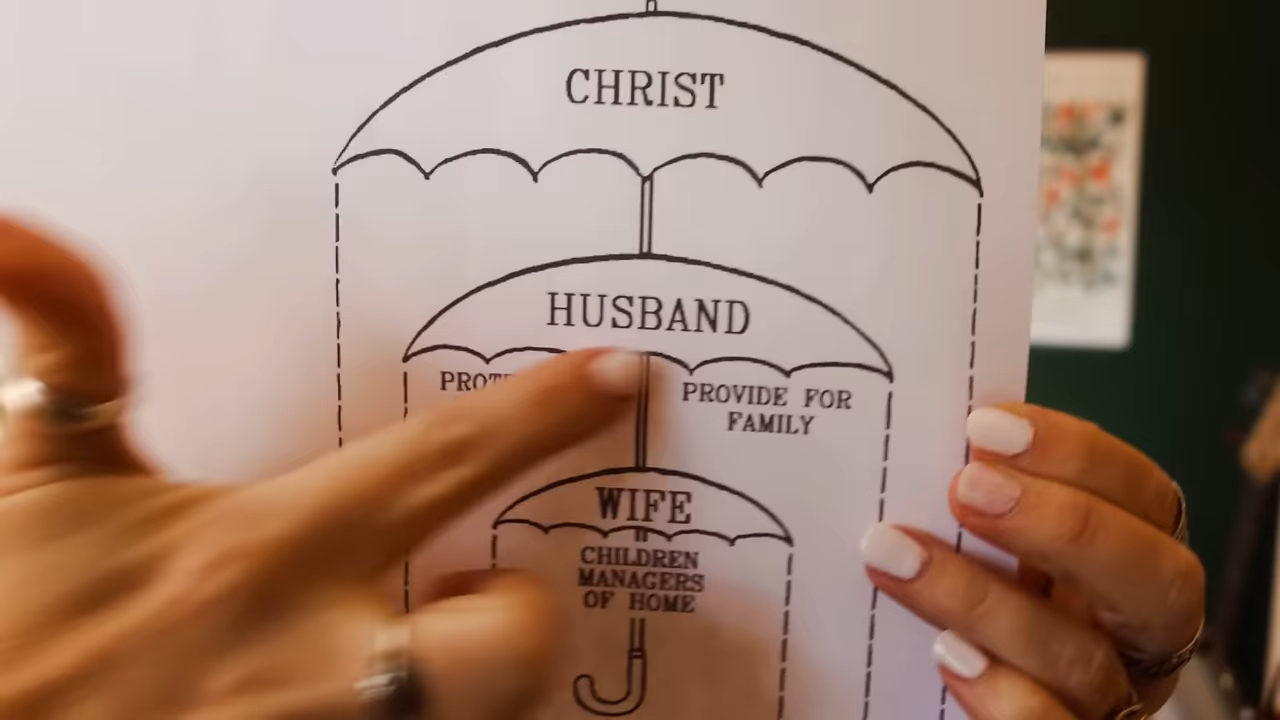 CHRIST
HUSBAND
PROVIDE FOR
FAMILY
WIFE
CHILDREN
MANAGERS
OF HOME